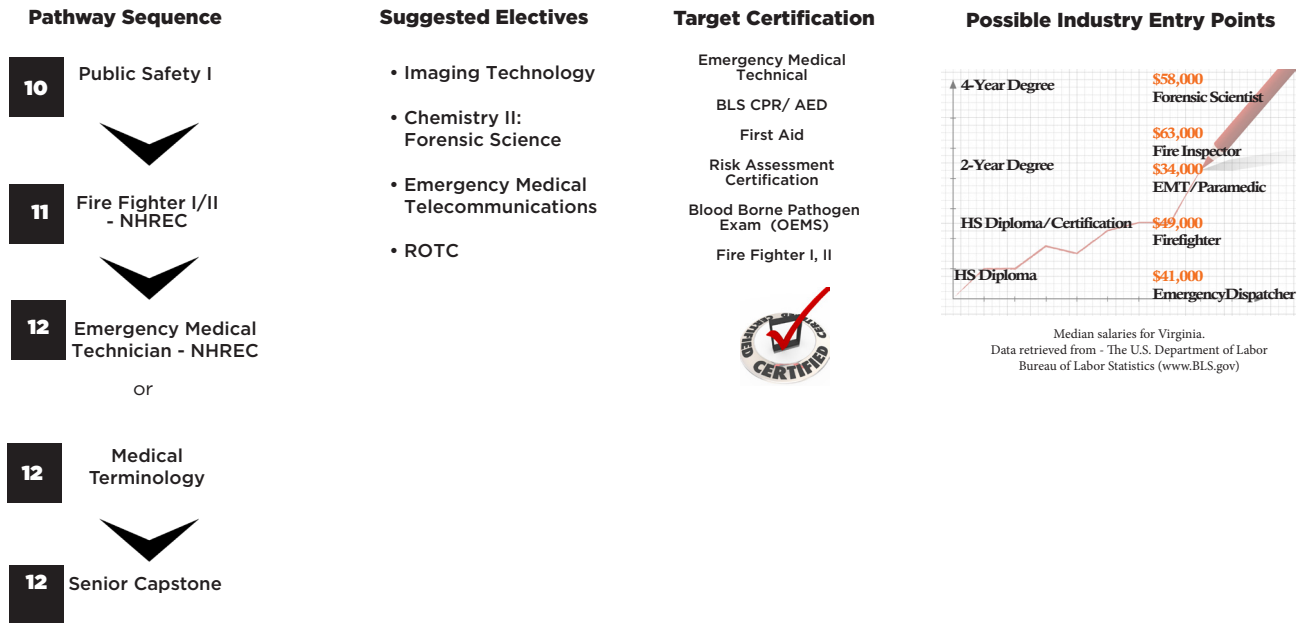 Pathway Sequence
10
Public Safety I
11
Fire Fighter I/II
- NHREC
12
Emergency Medical
Technician - NHREC
or
12
Medical
Terminology
12
Senior Capstone
Suggested Electives
• Imaging Technology
• Chemistry II:
Forensic Science
• Emergency Medical
Telecommunications
• ROTC
Target Certification
Emergency Medical
Technical
BLS CPR/ AED
First Aid
Risk Assessment
Certification
Blood Borne Pathogen
Exam (OEMS)
Fire Fighter I, II
CERTIFIED
CERTIFIED
CERTIFIED
Possible Industry Entry Points
4-Year Degree
$58,000
Forensic Scientist
$63,000
Fire Inspector
2-Year Degree
$34,000
EMT/Paramedic
HS Diploma/Certification
$49,000
Firefighter
HS Diploma
$41,000
EmergencyDispatcher
Median salaries for Virginia.
Data retrieved from - The U.S. Department of Labor
Bureau of Labor Statistics (www.BLS.gov)